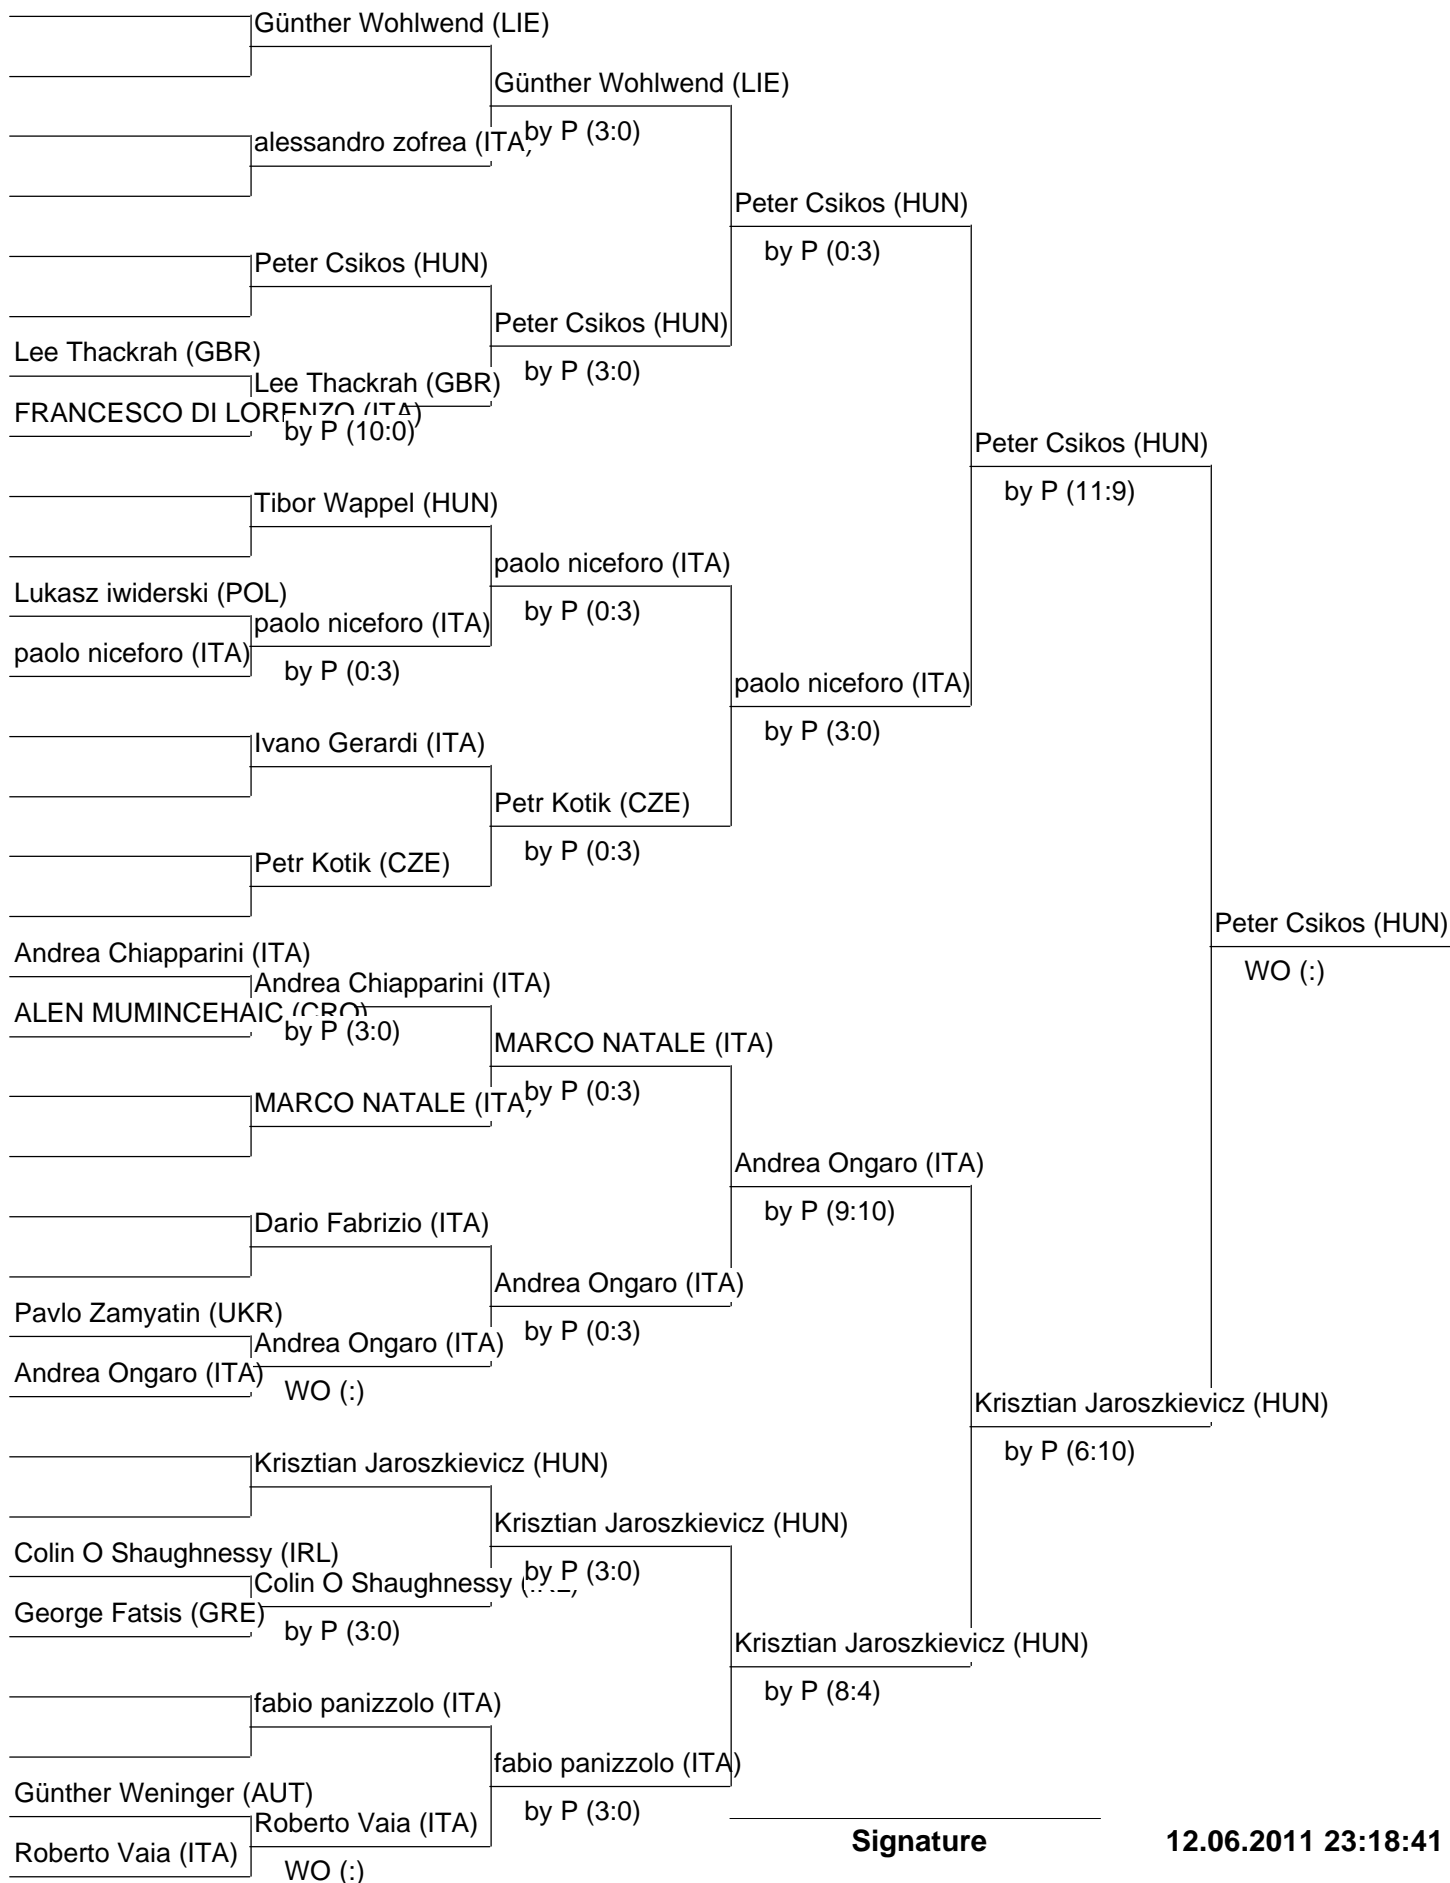 Günther Wohlwend (LIE)
Günther Wohlwend (LIE)
by P (3:0)
alessandro zofrea (ITA)
Peter Csikos (HUN)
by P (0:3)
Peter Csikos (HUN)
Peter Csikos (HUN)
by P (3:0)
Lee Thackrah (GBR)
Lee Thackrah (GBR)
FRANCESCO DI LORENZO (ITA)
by P (10:0)
Peter Csikos (HUN)
by P (11:9)
Tibor Wappel (HUN)
paolo niceforo (ITA)
by P (0:3)
Lukasz iwiderski (POL)
paolo niceforo (ITA)
paolo niceforo (ITA)
by P (0:3)
paolo niceforo (ITA)
by P (3:0)
Ivano Gerardi (ITA)
Petr Kotik (CZE)
by P (0:3)
Petr Kotik (CZE)
Peter Csikos (HUN)
WO (:)
Andrea Chiapparini (ITA)
Andrea Chiapparini (ITA)
ALEN MUMINCEHAIC (CRO)
by P (3:0)
MARCO NATALE (ITA)
by P (0:3)
MARCO NATALE (ITA)
Andrea Ongaro (ITA)
by P (9:10)
Dario Fabrizio (ITA)
Andrea Ongaro (ITA)
by P (0:3)
Pavlo Zamyatin (UKR)
Andrea Ongaro (ITA)
Andrea Ongaro (ITA)
WO (:)
Krisztian Jaroszkievicz (HUN)
by P (6:10)
Krisztian Jaroszkievicz (HUN)
Krisztian Jaroszkievicz (HUN)
by P (3:0)
Colin O Shaughnessy (IRL)
Colin O Shaughnessy (IRL)
George Fatsis (GRE)
by P (3:0)
Krisztian Jaroszkievicz (HUN)
by P (8:4)
fabio panizzolo (ITA)
fabio panizzolo (ITA)
by P (3:0)
Günther Weninger (AUT)
Roberto Vaia (ITA)
Roberto Vaia (ITA)
WO (:)
Signature
12.06.2011 23:18:41